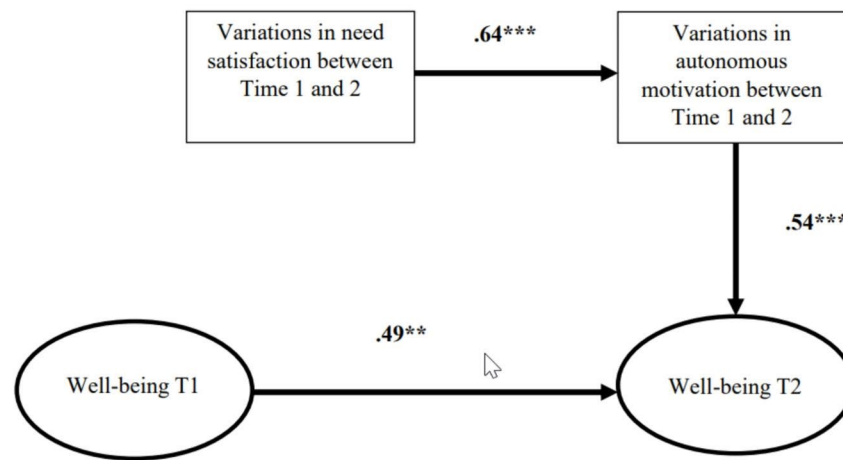 Variations in need
satisfaction between
Time 1 and 2
.64***
Variations in
autonomous
motivation between
Time 1 and 2
.54***
.49**
Well-being T1
Well-being T2